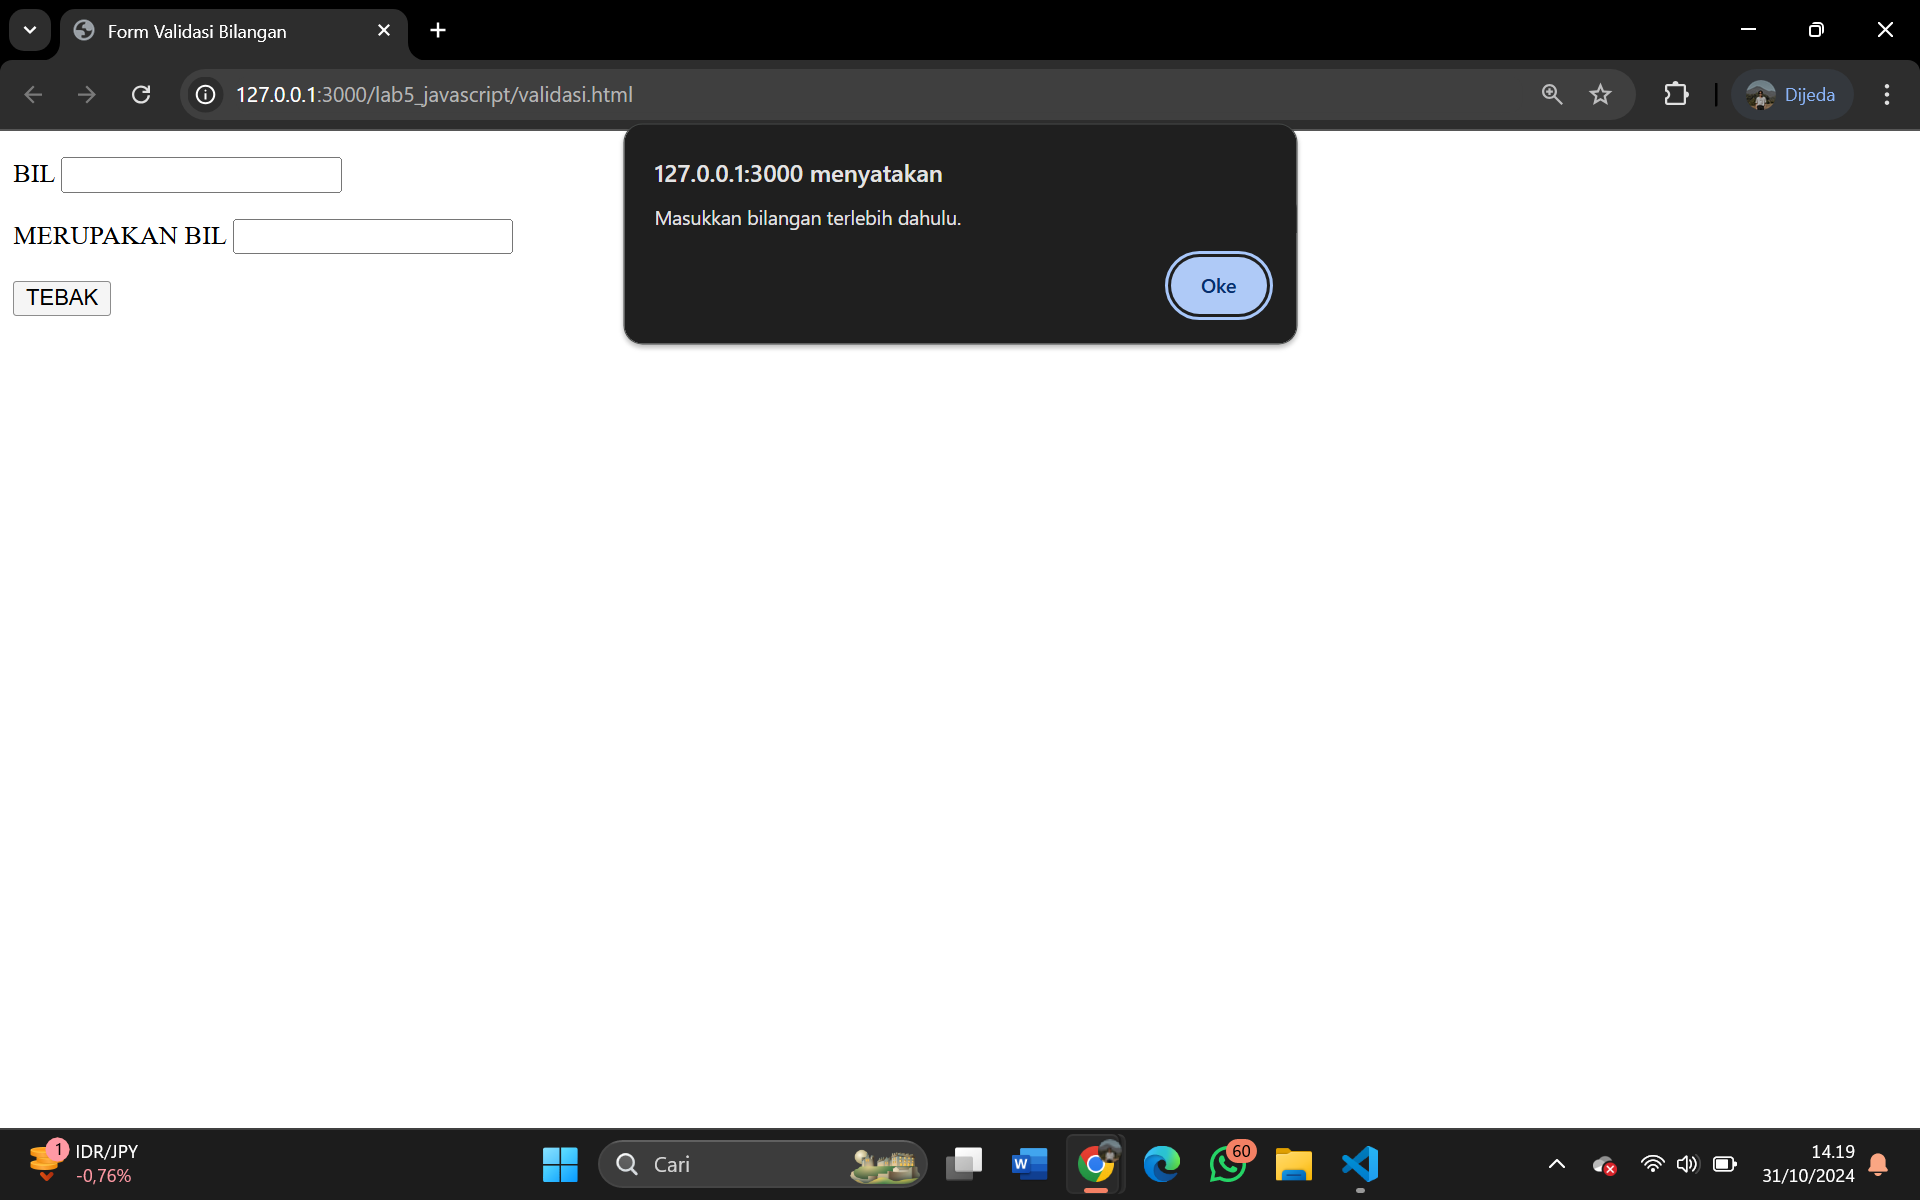 Form Validasi Bilangan
127.0.0.1:3000/lab5_javascript/validasi.html
Dijeda
127.0.0.1:3000 menyatakan
Masukkan bilangan terlebih dahulu.
Oke
BIL
MERUPAKAN BIL
TEBAK
1
IDR/JPY
-0,76%
Cari
W
60
14.19
31/10/2024